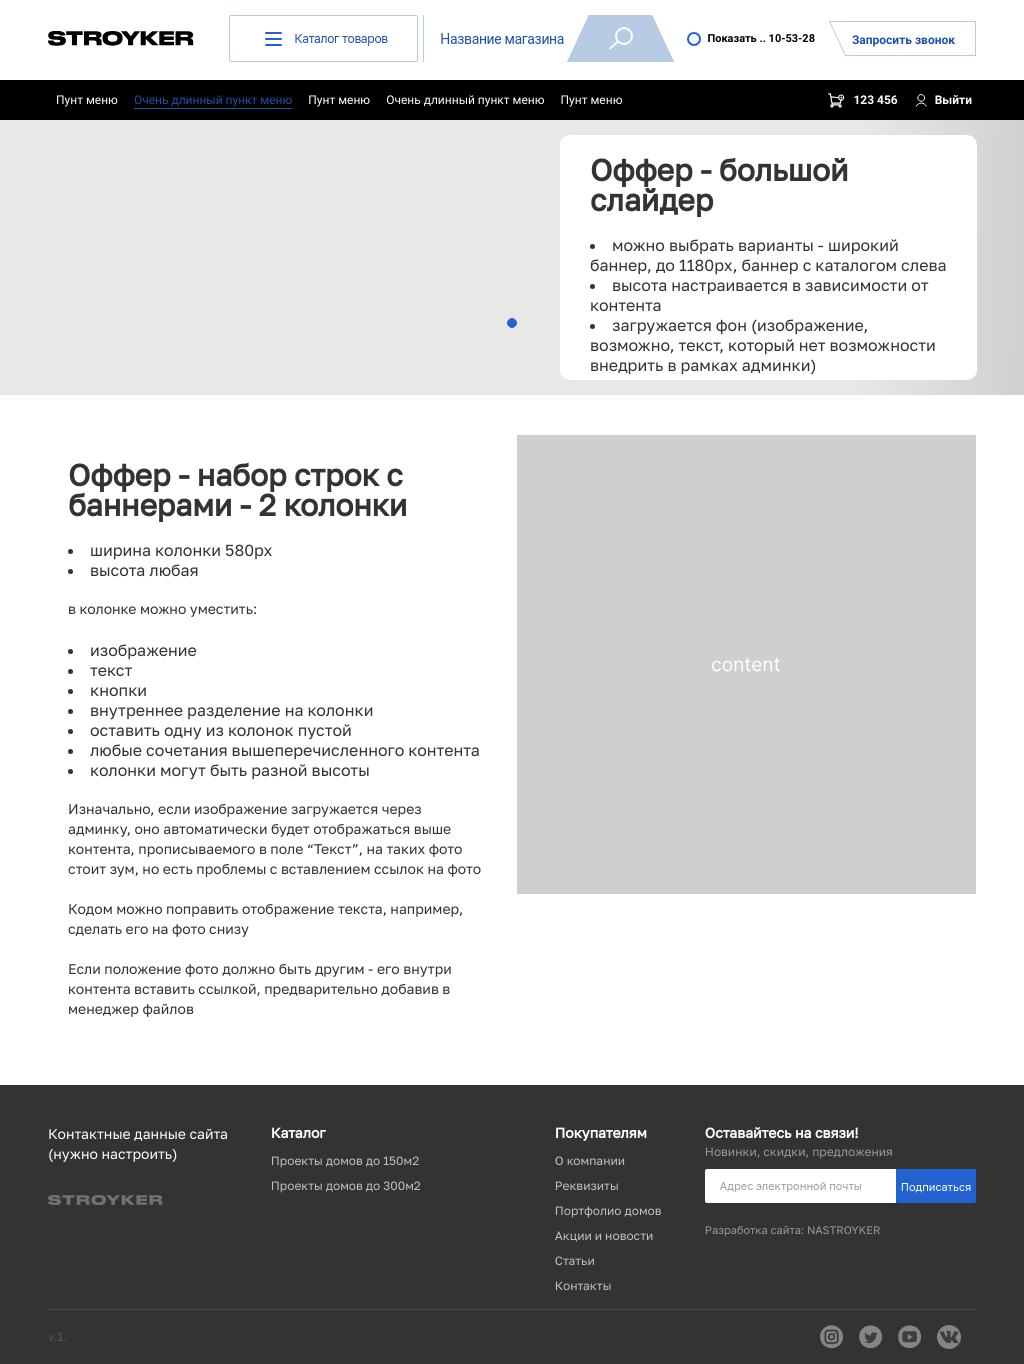 STROYKER
Каталог товаров
Название магазина
Показать .. 10-53-28
Запросить звонок
Пунт меню
Очень длинный пункт меню
Пунт меню
Очень длинный пункт меню
Пунт меню
123 456
Выйти
Оффер - большой
слайдер
• можно выбрать варианты - широкий
баннер, до 1180px, баннер с каталогом слева
• высота настраивается в зависимости от
контента
• загружается фон (изображение,
возможно, текст, который нет возможности
внедрить в рамках админки)
Оффер - набор строк с
баннерами - 2 колонки
• ширина колонки 580px
• высота любая
в колонке можно уместить:
• изображение
• текст
• кнопки
• внутреннее разделение на колонки
• оставить одну из колонок пустой
• любые сочетания вышеперечисленного контента
• колонки могут быть разной высоты
Изначально, если изображение загружается через
админку, оно автоматически будет отображаться выше
контента, прописываемого в поле “Текст”, на таких фото
стоит зум, но есть проблемы с вставлением ссылок на фото
Кодом можно поправить отображение текста, например,
сделать его на фото снизу
Если положение фото должно быть другим - его внутри
контента вставить ссылкой, предварительно добавив в
менеджер файлов
content
Контактные данные сайта
(нужно настроить)
STROYKER
Каталог
Проекты домов до 150м2
Проекты домов до 300м2
Покупателям
О компании
Реквизиты
Портфолио домов
Акции и новости
Статьи
Контакты
Оставайтесь на связи!
Новинки, скидки, предложения
Адрес электронной почты
Подписаться
Разработка сайта: NASTROYKER
v.1.